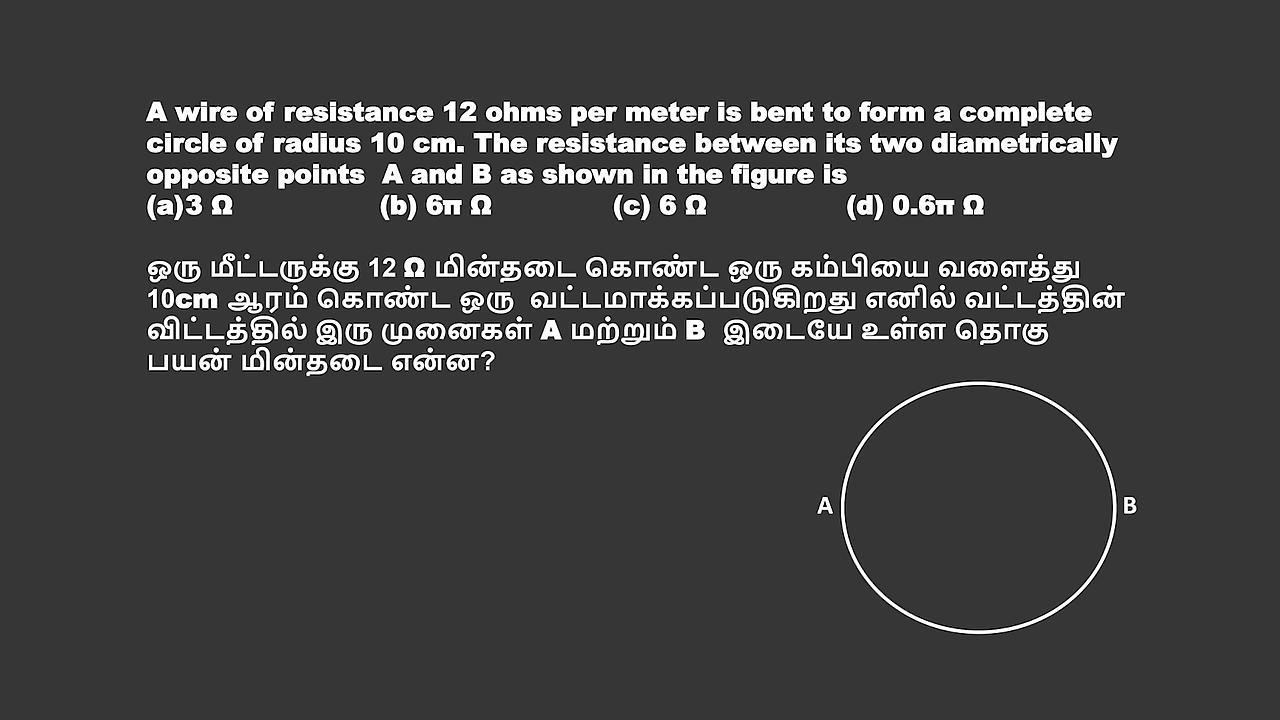 A wire of resistance 12 ohms per meter is bent to form a complete
circle of radius 10 cm. The resistance between its two diametrically
opposite points A and B as shown in the figure is
(a)3 Ω (b) 6π Ω (c) 6 Ω (d) 0.6π Ω
ஒரு மீட்டருக்கு 12 Ω மின்தடை கொண்ட ஒரு கம்பியை வளைத்து
10cm ஆரம் கொண்ட ஒரு வட்டமாக்கப்படுகிறது எனில் வட்டத்தின்
விட்டத்தில் இரு முனைகள் A மற்றும் B இடையே உள்ள தொகு
பயன் மின்தடை என்ன?
A B